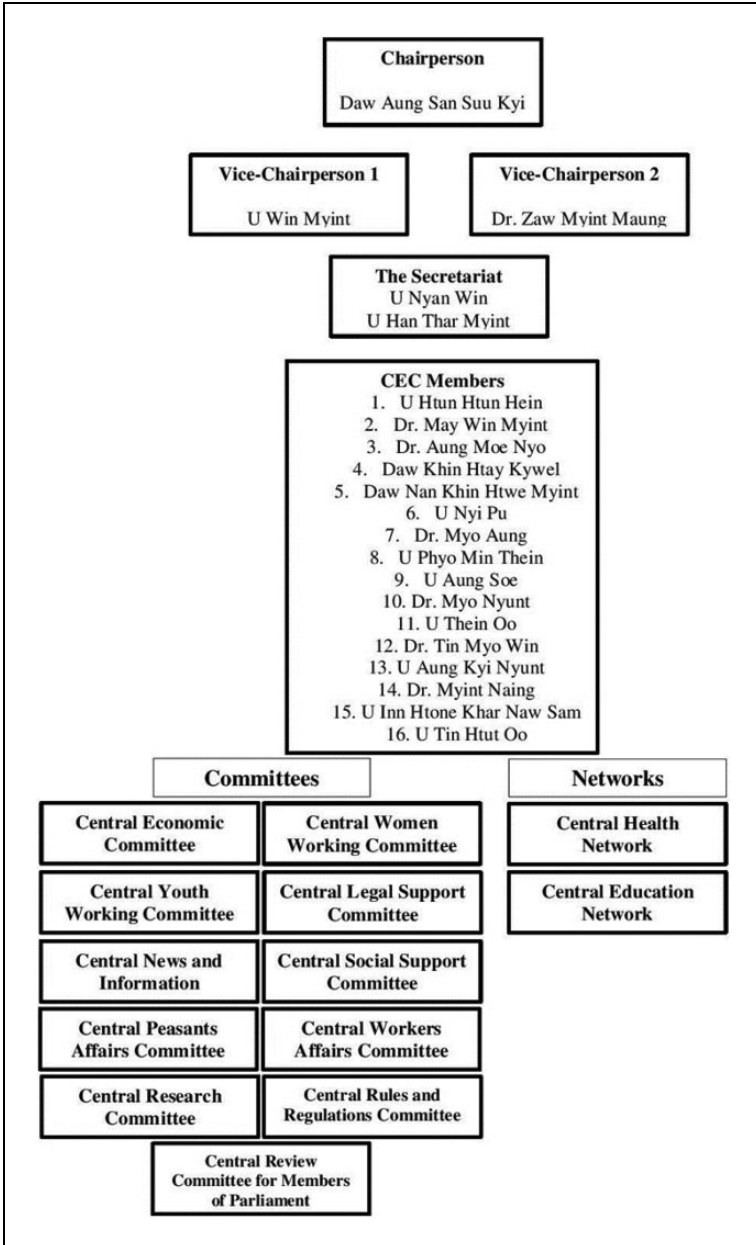 Chairperson
Daw Aung San Suu Kyi
Vice-Chairperson 1
U Win Myint
Vice-Chairperson 2
Dr. Zaw Myint Maung
The Secretariat
U Nyan Win
U Han Thar Myint
CEC Members
1. U Htun Htun Hein
2. Dr. May Win Myint
3. Dr. Aung Moe Nyo
4. Daw Khin Htay Kywel
5. Daw Nan Khin Htwe Myint
6. U Nyi Pu
7. Dr. Myo Aung
8. U Phyo Min Thein
9. U Aung Soe
10. Dr. Myo Nyunt
11. U Thein Oo
12. Dr. Tin Myo Win
13. U Aung Kyi Nyunt
14. Dr. Myint Naing
15. U Inn Htone Khar Naw Sam
16. U Tin Htut Oo
Committees
Central Economic
Committee
Central Women
Working Committee
Central Youth
Working Committee
Central Legal Support
Committee
Central News and
Information
Central Social Support
Committee
Central Peasants
Affairs Committee
Central Workers
Affairs Committee
Central Research
Committee
Central Rules and
Regulations Committee
Central Review
Committee for Members
of Parliament
Networks
Central Health
Network
Central Education
Network